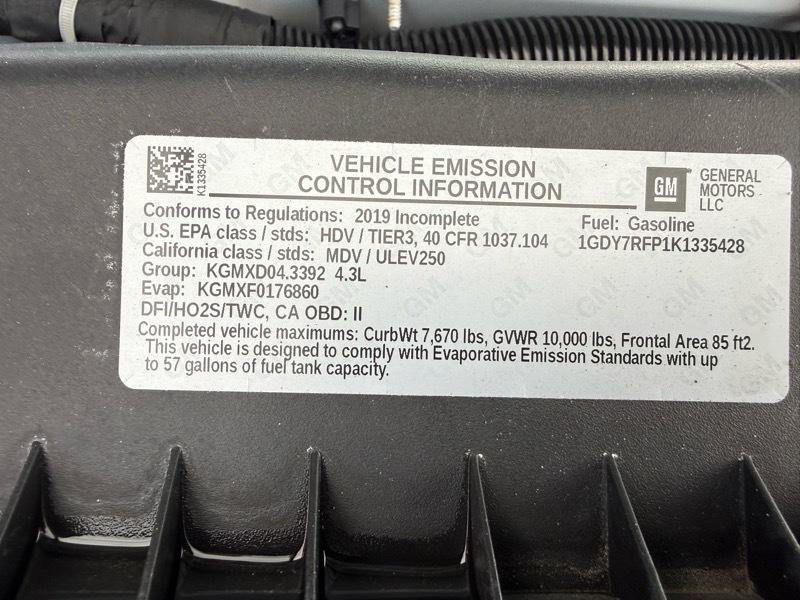 K1335428
VEHICLE EMISSION
CONTROL INFORMATION
GM
GENERAL
MOTORS
LLC
Conforms to Regulations: 2019 Incomplete
Fuel: Gasoline
U.S. EPA class / stds: HDV / TIER3, 40 CFR 1037.104
1GDY7RFP1K1335428
California class / stds: MDV / ULEV250
Group: KGMXD04.3392 4.3L
Evap: KGMXF0176860
DFI/HO2S/TWC, CA OBD: II
Completed vehicle maximums: CurbWt 7,670 lbs, GVWR 10,000 lbs, Frontal Area 85 ft2.
This vehicle is designed to comply with Evaporative Emission Standards with up
to 57 gallons of fuel tank capacity.